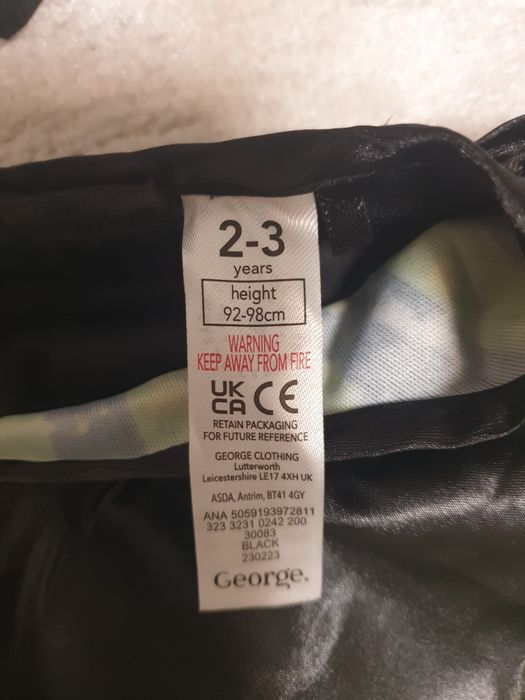 2-3
years
height
92-98cm
WARNING
KEEP AWAY FROM FIRE
UK
CA CE
RETAIN PACKAGING
FOR FUTURE REFERENCE
GEORGE CLOTHING
Lutterworth
Leicestershire LE17 4XH UK
ASDA, Antrim, BT41 4GY
ANA 5059193972811
323 3231 0242 200
30083
BLACK
230223
George.